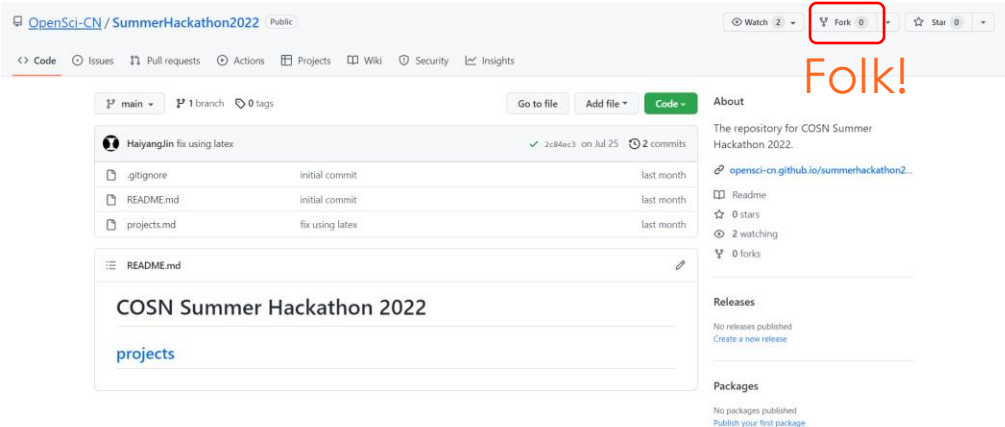 OpenSci-CN / SummerHackathon2022 Public
Watch 2 Fork 0 Star 0
Code Issues Pull requests Actions Projects Wiki Security Insights
Folk!
main 1 branch 0 tags Go to file Add file Code
HaiyangJin fix using latex 2c84ec3 on Jul 25 2 commits
.gitignore initial commit last month
README.md initial commit last month
projects.md fix using latex last month
README.md
COSN Summer Hackathon 2022
projects
About
The repository for COSN Summer
Hackathon 2022.
opensci-cn.github.io/summerhackathon2...
Readme
0 stars
2 watching
0 forks
Releases
No releases published
Create a new release
Packages
No packages published
Publish your first package